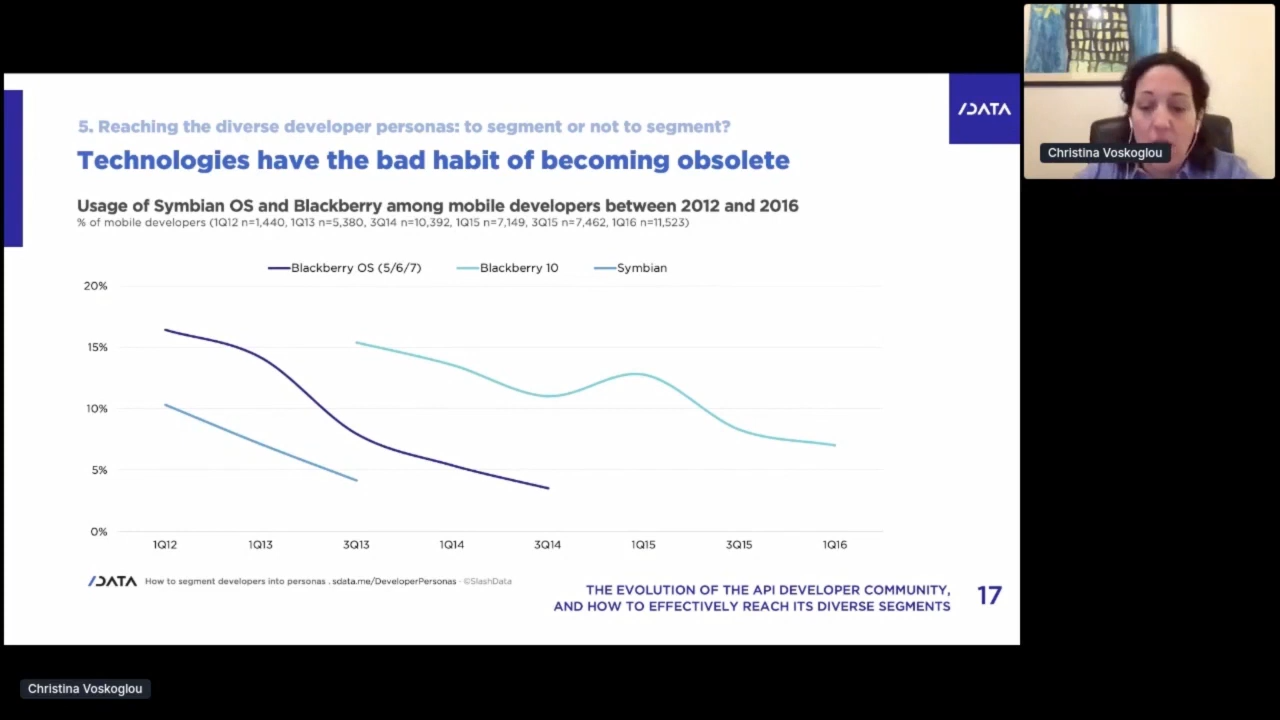 5. Reaching the diverse developer personas: to segment or not to segment?
Technologies have the bad habit of becoming obsolete
/DATA
Christina Voskoglou
Usage of Symbian OS and Blackberry among mobile developers between 2012 and 2016
% of mobile developers (1Q12 n=1,440, 1Q13 n=5,380, 3Q14 n=10,392, 1Q15 n=7,149, 3Q15 n=7,462, 1Q16 n=11,523)
Blackberry OS (5/6/7) Blackberry 10 Symbian
20%
15%
10%
5%
0%
1Q12 1Q13 3Q13 1Q14 3Q14 1Q15 3Q15 1Q16
/DATA How to segment developers into personas . sdata.me/DeveloperPersonas · ©SlashData
THE EVOLUTION OF THE API DEVELOPER COMMUNITY,
AND HOW TO EFFECTIVELY REACH ITS DIVERSE SEGMENTS
17
Christina Voskoglou